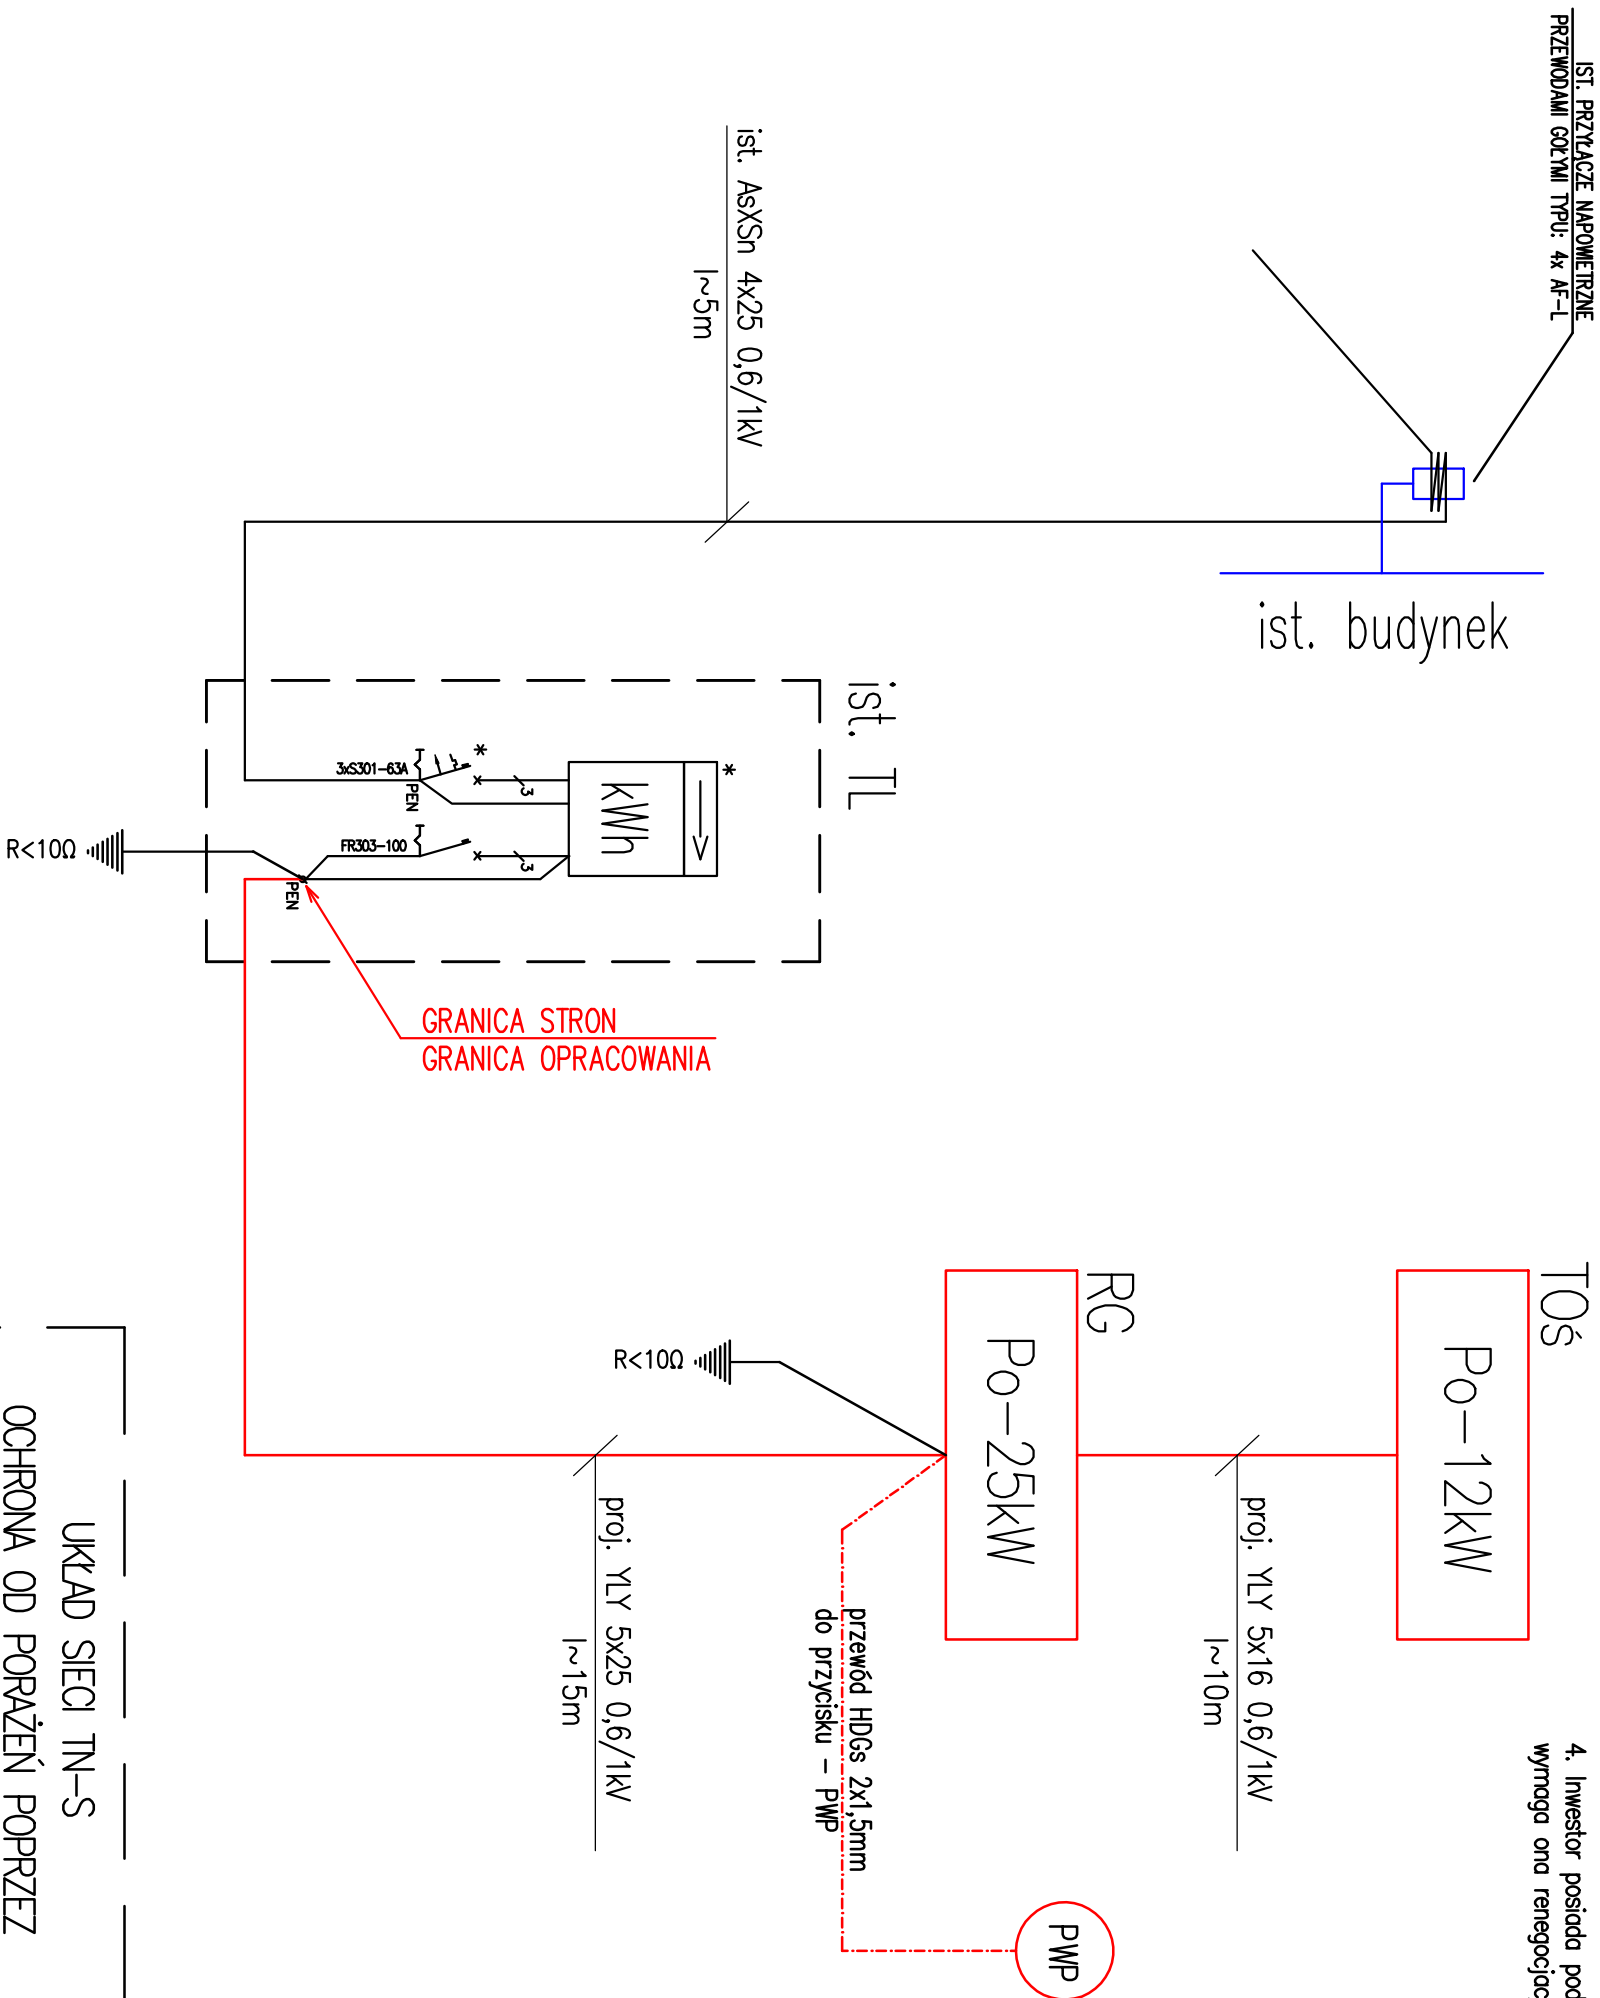 IST. PRZYŁĄCZE NAPOWIETRZNE
PRZEWODAMI GOŁYMI TYPU: 4x AF-L
ist. AsXSn 4x25 0,6/1kV
l~5m
ist. budynek
ist. TL
*
*
kWh
3xS301-63A
PEN
3
FR303-100
3
PEN
R<10Ω
GRANICA STRON
GRANICA OPRACOWANIA
TOś
Po-12kW
proj. YLY 5x16 0,6/1kV
l~10m
RG
Po-25kW
R<10Ω
proj. YLY 5x25 0,6/1kV
l~15m
przewód HDGs 2x1,5mm
do przycisku - PWP
PWP
4. Inwestor posiada pod
wymaga ona renegocjac
UKŁAD SIECI TN-S
OCHRONA OD PORAŻEŃ POPRZEZ